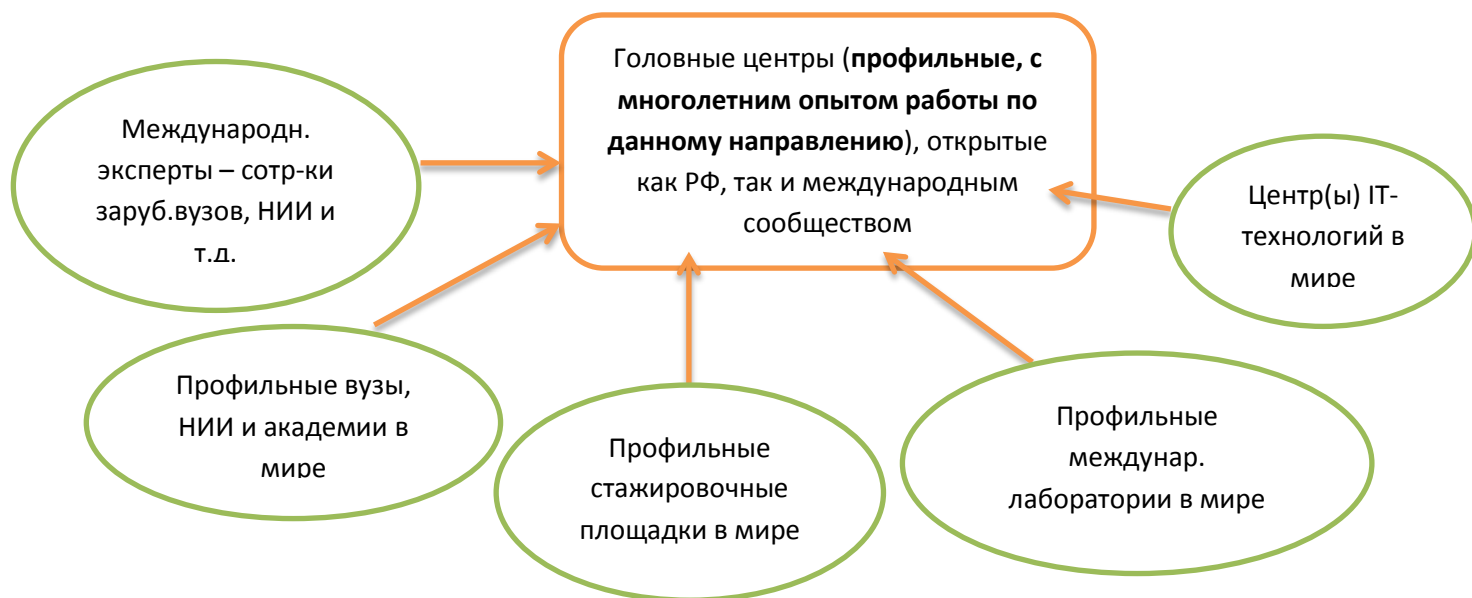 Головные центры (профильные, с
многолетним опытом работы по
данному направлению), открытые
как РФ, так и международным
сообществом
Международн.
эксперты – сотр-ки
заруб.вузов, НИИ и
т.д.
Центр(ы) IT-
технологий в
мире
Профильные вузы,
НИИ и академии в
мире
Профильные
стажировочные
площадки в мире
Профильные
междунар.
лаборатории в мире